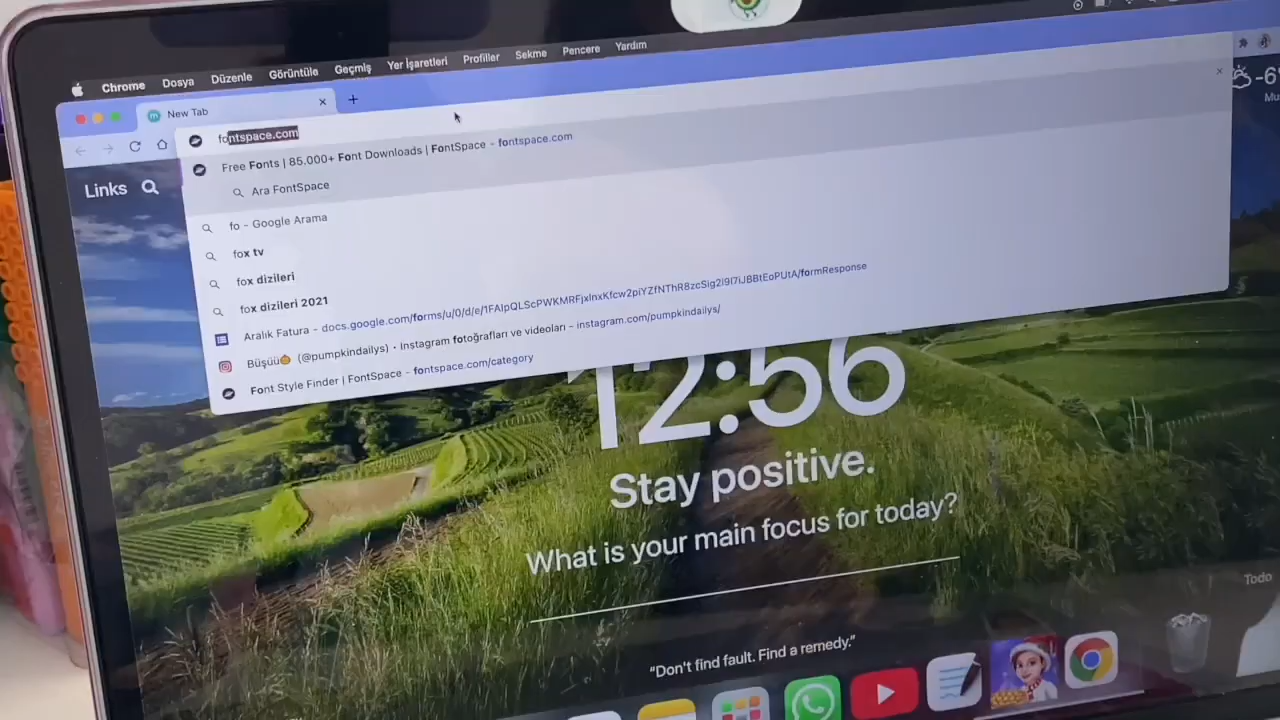 Chrome Dosya Düzenle Görüntüle Geçmiş Yer İşaretleri Profiller Sekme Pencere Yardım
New Tab
fontspace.com
Free Fonts | 85.000+ Font Downloads | FontSpace - fontspace.com
Ara FontSpace
fo - Google Arama
fox tv
fox dizileri
fox dizileri 2021
Aralık Fatura - docs.google.com/forms/u/0/d/e/1FAIpQLScPWKMRFjxlnxKfcw2piYZfNThR8zcSig2l9I7iJBBtEoPUtA/formResponse
Büşüü🎃 (@pumpkindailys) • Instagram fotoğrafları ve videoları - instagram.com/pumpkindailys/
Font Style Finder | FontSpace - fontspace.com/category
Links
-6°
12:56
Stay positive.
What is your main focus for today?
Todo
"Don't find fault. Find a remedy."